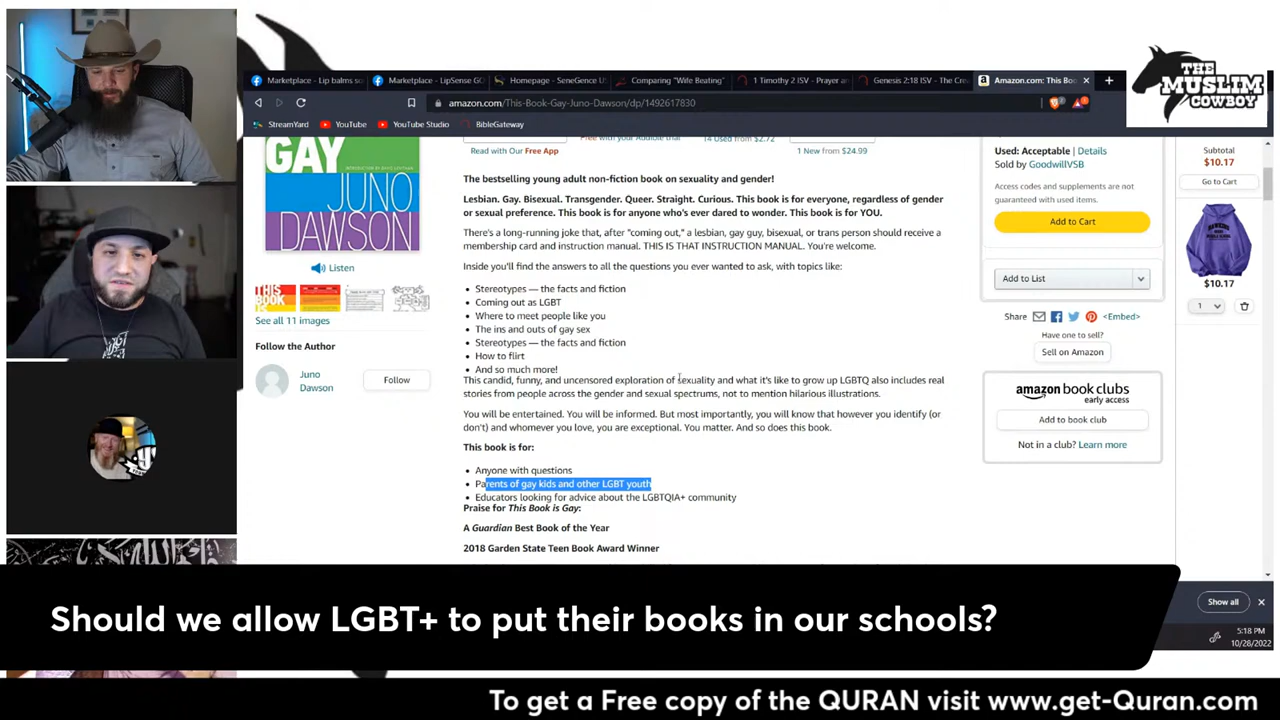 Marketplace - Lip balms so
Marketplace - LipSense GO
Homepage - SeneGence U
Comparing "Wife Beating"
1 Timothy 2 ISV - Prayer an
Genesis 2:18 ISV - The Cre
Amazon.com: This Boo
THE
MUSLIM
COWBOY
amazon.com/This-Book-Gay-Juno-Dawson/dp/1492617830
StreamYard
YouTube
YouTube Studio
BibleGateway
GAY
JUNO
DAWSON
Listen
See all 11 images
Follow the Author
Juno
Dawson
Follow
Read with Our Free App
Free with your Audible trial
14 Used from $2.72
1 New from $24.99
The bestselling young adult non-fiction book on sexuality and gender!
Lesbian. Gay. Bisexual. Transgender. Queer. Straight. Curious. This book is for everyone, regardless of gender
or sexual preference. This book is for anyone who's ever dared to wonder. This book is for YOU.
There's a long-running joke that, after "coming out," a lesbian, gay guy, bisexual, or trans person should receive a
membership card and instruction manual. THIS IS THAT INSTRUCTION MANUAL. You're welcome.
Inside you'll find the answers to all the questions you ever wanted to ask, with topics like:
Stereotypes — the facts and fiction
Coming out as LGBT
Where to meet people like you
The ins and outs of gay sex
Stereotypes — the facts and fiction
How to flirt
And so much more!
This candid, funny, and uncensored exploration of sexuality and what it's like to grow up LGBTQ also includes real
stories from people across the gender and sexual spectrums, not to mention hilarious illustrations.
You will be entertained. You will be informed. But most importantly, you will know that however you identify (or
don't) and whomever you love, you are exceptional. You matter. And so does this book.
This book is for:
Anyone with questions
Parents of gay kids and other LGBT youth
Educators looking for advice about the LGBTQIA+ community
Praise for This Book is Gay:
A Guardian Best Book of the Year
2018 Garden State Teen Book Award Winner
Used: Acceptable | Details
Sold by GoodwillVSB
Access codes and supplements are not
guaranteed with used items.
Add to Cart
Add to List
Share
<Embed>
Have one to sell?
Sell on Amazon
amazon book clubs
early access
Add to book club
Not in a club? Learn more
Subtotal
$10.17
Go to Cart
$10.17
1
Show all
5:18 PM
10/28/2022
Should we allow LGBT+ to put their books in our schools?
To get a Free copy of the QURAN visit www.get-Quran.com